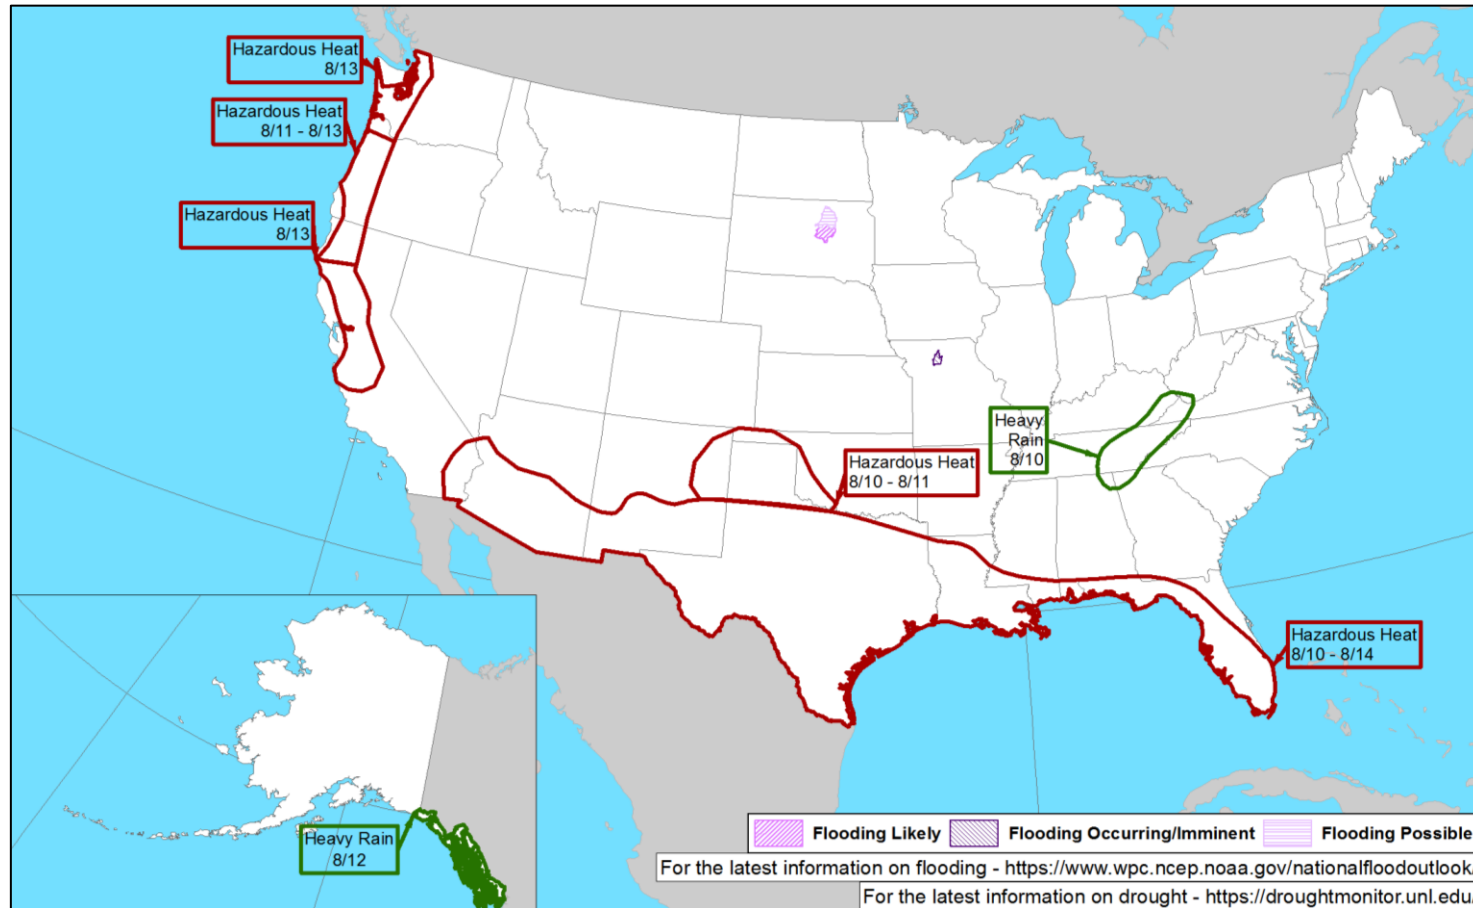 Hazardous Heat
8/13
Hazardous Heat
8/11 - 8/13
Hazardous Heat
8/13
Heavy
Rain
8/10
Hazardous Heat
8/10 - 8/11
Hazardous Heat
8/10 - 8/14
Heavy Rain
8/12
Flooding Likely
Flooding Occurring/Imminent
Flooding Possible
For the latest information on flooding - https://www.wpc.ncep.noaa.gov/nationalfloodoutlook/
For the latest information on drought - https://droughtmonitor.unl.edu/